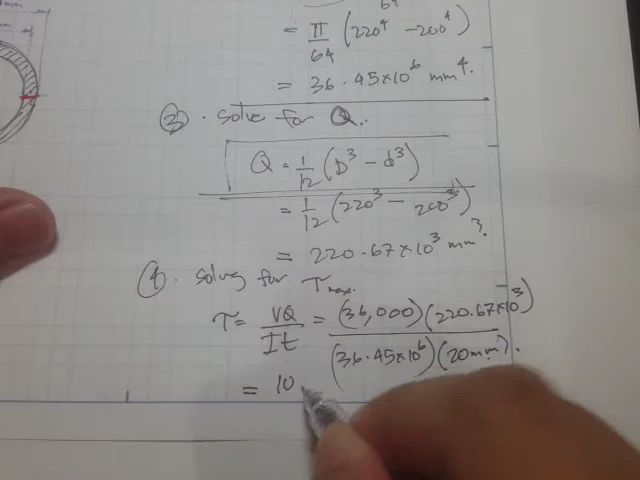 = π/64 (220⁴ - 200⁴)
= 36.45×10⁶ mm⁴.
③. solve for Q.
Q = 1/12 (D³ - d³)
= 1/12 (220³ - 200³)
= 220.67×10³ mm³.
④. solving for τmax.
τ = VQ/It = (36,000)(220.67×10³)/(36.45×10⁶)(20mm).
= 10